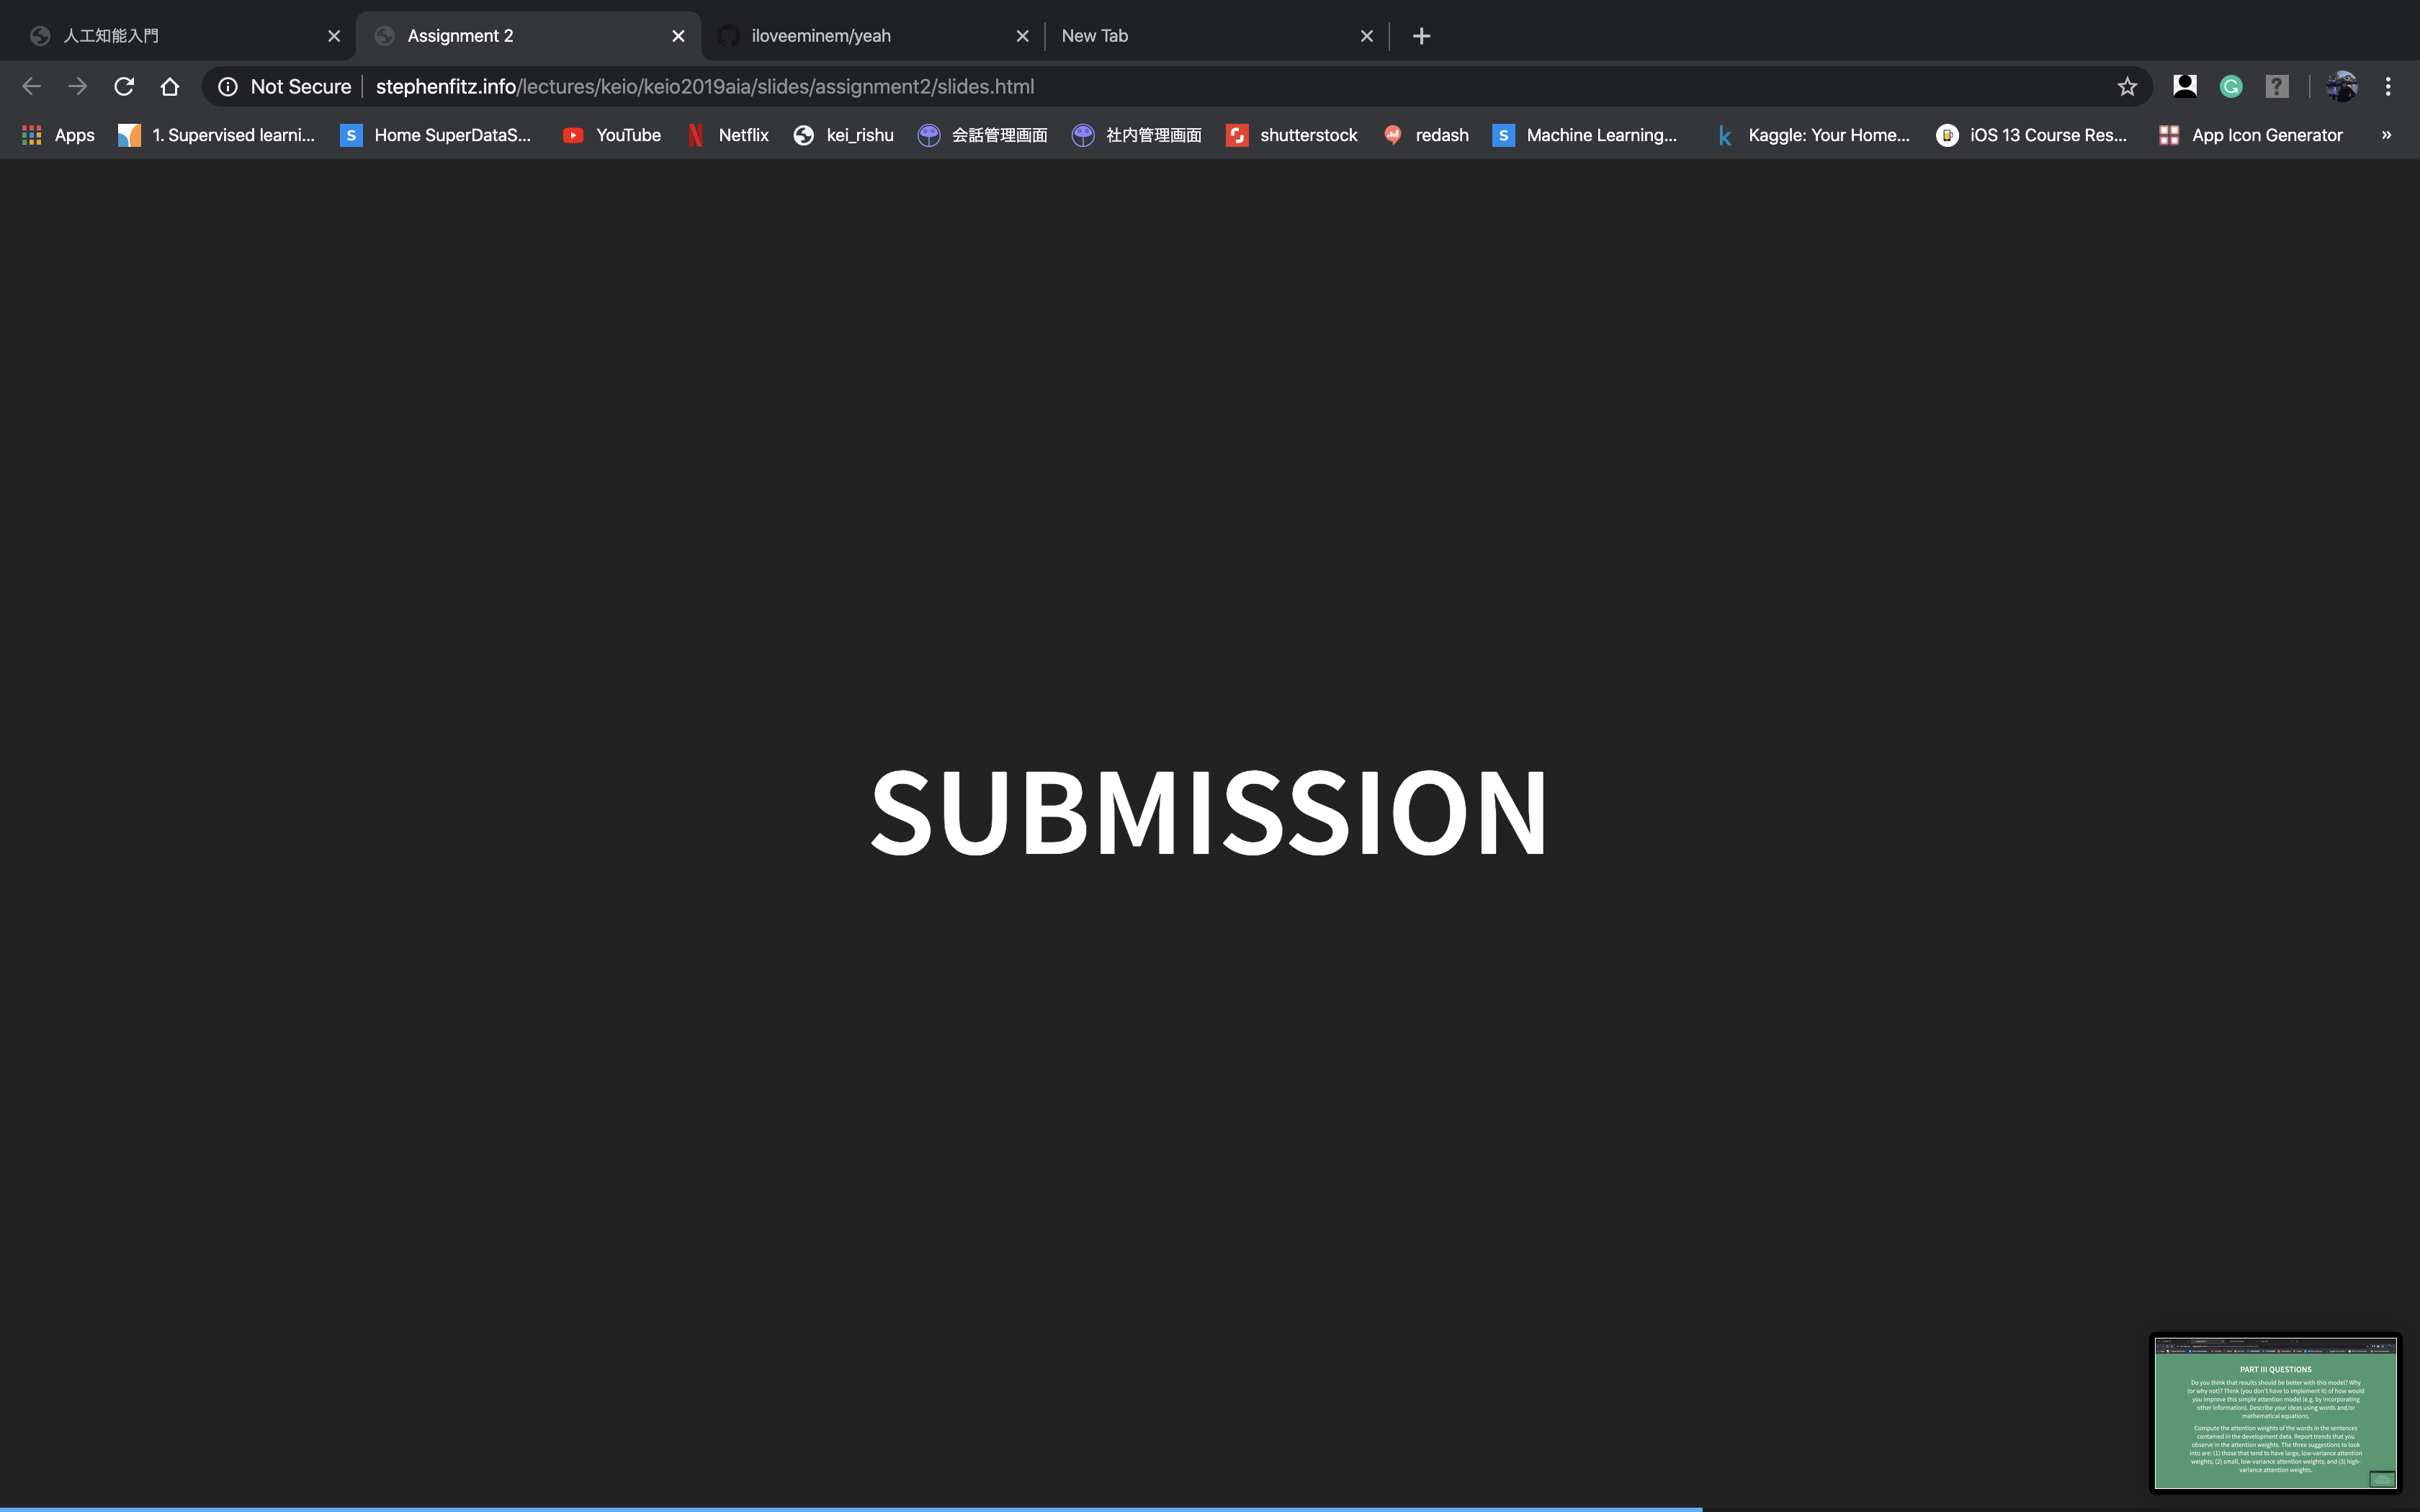 人工知能入門
Assignment 2
iloveeminem/yeah
New Tab
Not Secure
stephenfitz.info/lectures/keio/keio2019aia/slides/assignment2/slides.html
Apps
1. Supervised learni...
Home SuperDataS...
YouTube
Netflix
kei_rishu
会話管理画面
社内管理画面
shutterstock
redash
Machine Learning...
Kaggle: Your Home...
iOS 13 Course Res...
App Icon Generator
»
SUBMISSION
PART III QUESTIONS
Do you think that results should be better with this model? Why
(or why not)? Think (you don't have to implement it) of how would
you improve this simple attention model (e.g. by incorporating
other information). Describe your ideas using words and/or
mathematical equations.
Compute the attention weights of the words in the sentences
contained in the development data. Report trends that you
observe in the attention weights. The three suggestions to look
into are: (1) those that tend to have large, low-variance attention
weights; (2) small, low-variance attention weights; and (3) high-
variance attention weights.